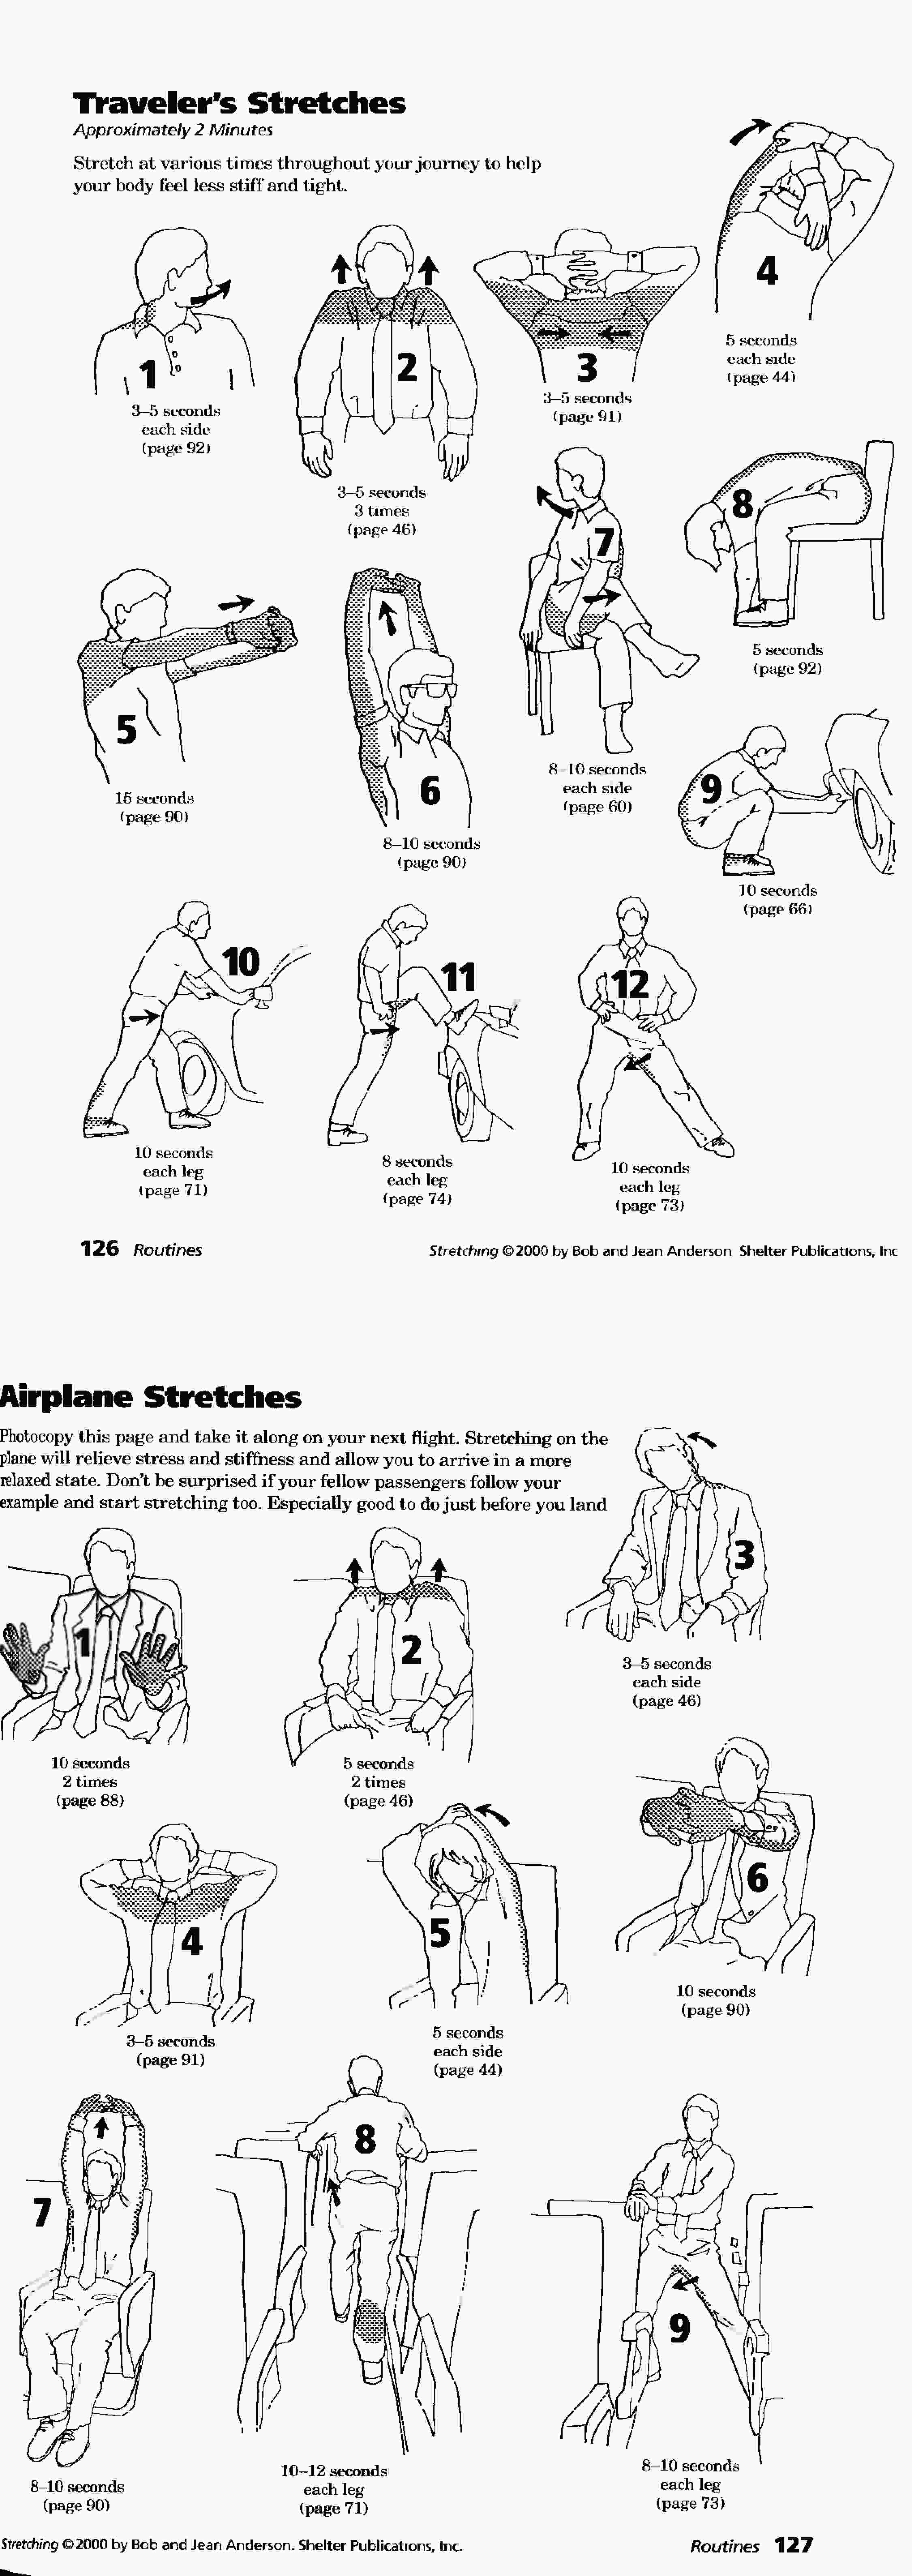 Traveler's Stretches
Approximately 2 Minutes
Stretch at various times throughout your journey to help
your body feel less stiff and tight.
1
3–5 seconds
each side
(page 92)
2
3–5 seconds
3 times
(page 46)
3
3–5 seconds
(page 91)
4
5 seconds
each side
(page 44)
5
15 seconds
(page 90)
6
8–10 seconds
(page 90)
7
8–10 seconds
each side
(page 60)
8
5 seconds
(page 92)
9
10 seconds
(page 66)
10
10 seconds
each leg
(page 71)
11
8 seconds
each leg
(page 74)
12
10 seconds
each leg
(page 73)
126 Routines
Stretching ©2000 by Bob and Jean Anderson Shelter Publications, Inc
Airplane Stretches
Photocopy this page and take it along on your next flight. Stretching on the
plane will relieve stress and stiffness and allow you to arrive in a more
relaxed state. Don't be surprised if your fellow passengers follow your
example and start stretching too. Especially good to do just before you land
1
10 seconds
2 times
(page 88)
2
5 seconds
2 times
(page 46)
3
3–5 seconds
each side
(page 46)
4
3–5 seconds
(page 91)
5
5 seconds
each side
(page 44)
6
10 seconds
(page 90)
7
8–10 seconds
(page 90)
8
10–12 seconds
each leg
(page 71)
9
8–10 seconds
each leg
(page 73)
Stretching ©2000 by Bob and Jean Anderson. Shelter Publications, Inc.
Routines 127